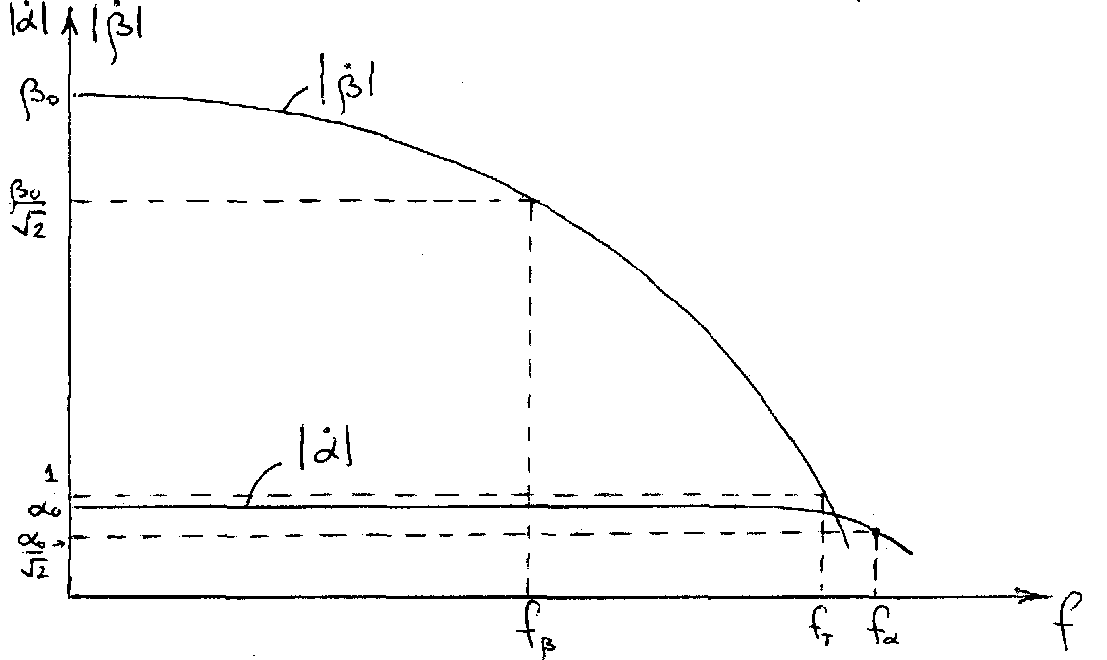 |α̇| |β̇|
β₀
|β̇|
β₀/√2
|α̇|
1
α₀
α₀/√2
f_β f_T f_α f